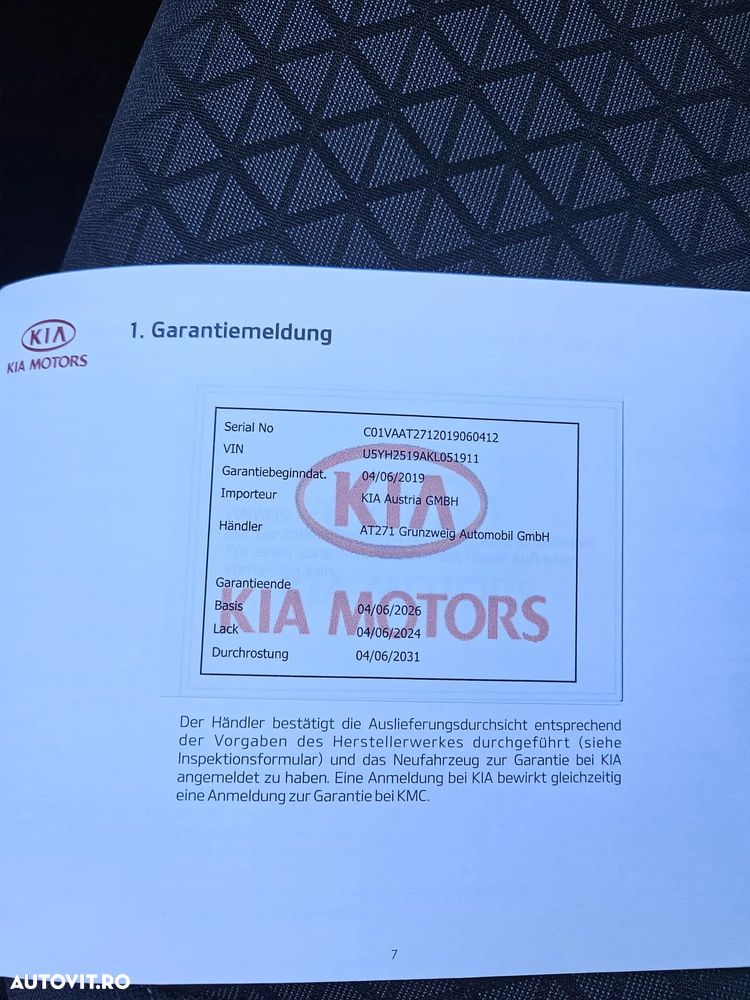 KIA
KIA MOTORS
1. Garantiemeldung
Serial No C01VAAT2712019060412
VIN U5YH2519AKL051911
Garantiebeginndat. 04/06/2019
Importeur KIA Austria GMBH
Händler AT271 Grunzweig Automobil GmbH
KIA
Garantieende
Basis 04/06/2026
KIA MOTORS
Lack 04/06/2024
Durchrostung 04/06/2031
Der Händler bestätigt die Auslieferungsdurchsicht entsprechend
der Vorgaben des Herstellerwerkes durchgeführt (siehe
Inspektionsformular) und das Neufahrzeug zur Garantie bei KIA
angemeldet zu haben. Eine Anmeldung bei KIA bewirkt gleichzeitig
eine Anmeldung zur Garantie bei KMC.
7
AUTOVIT.RO